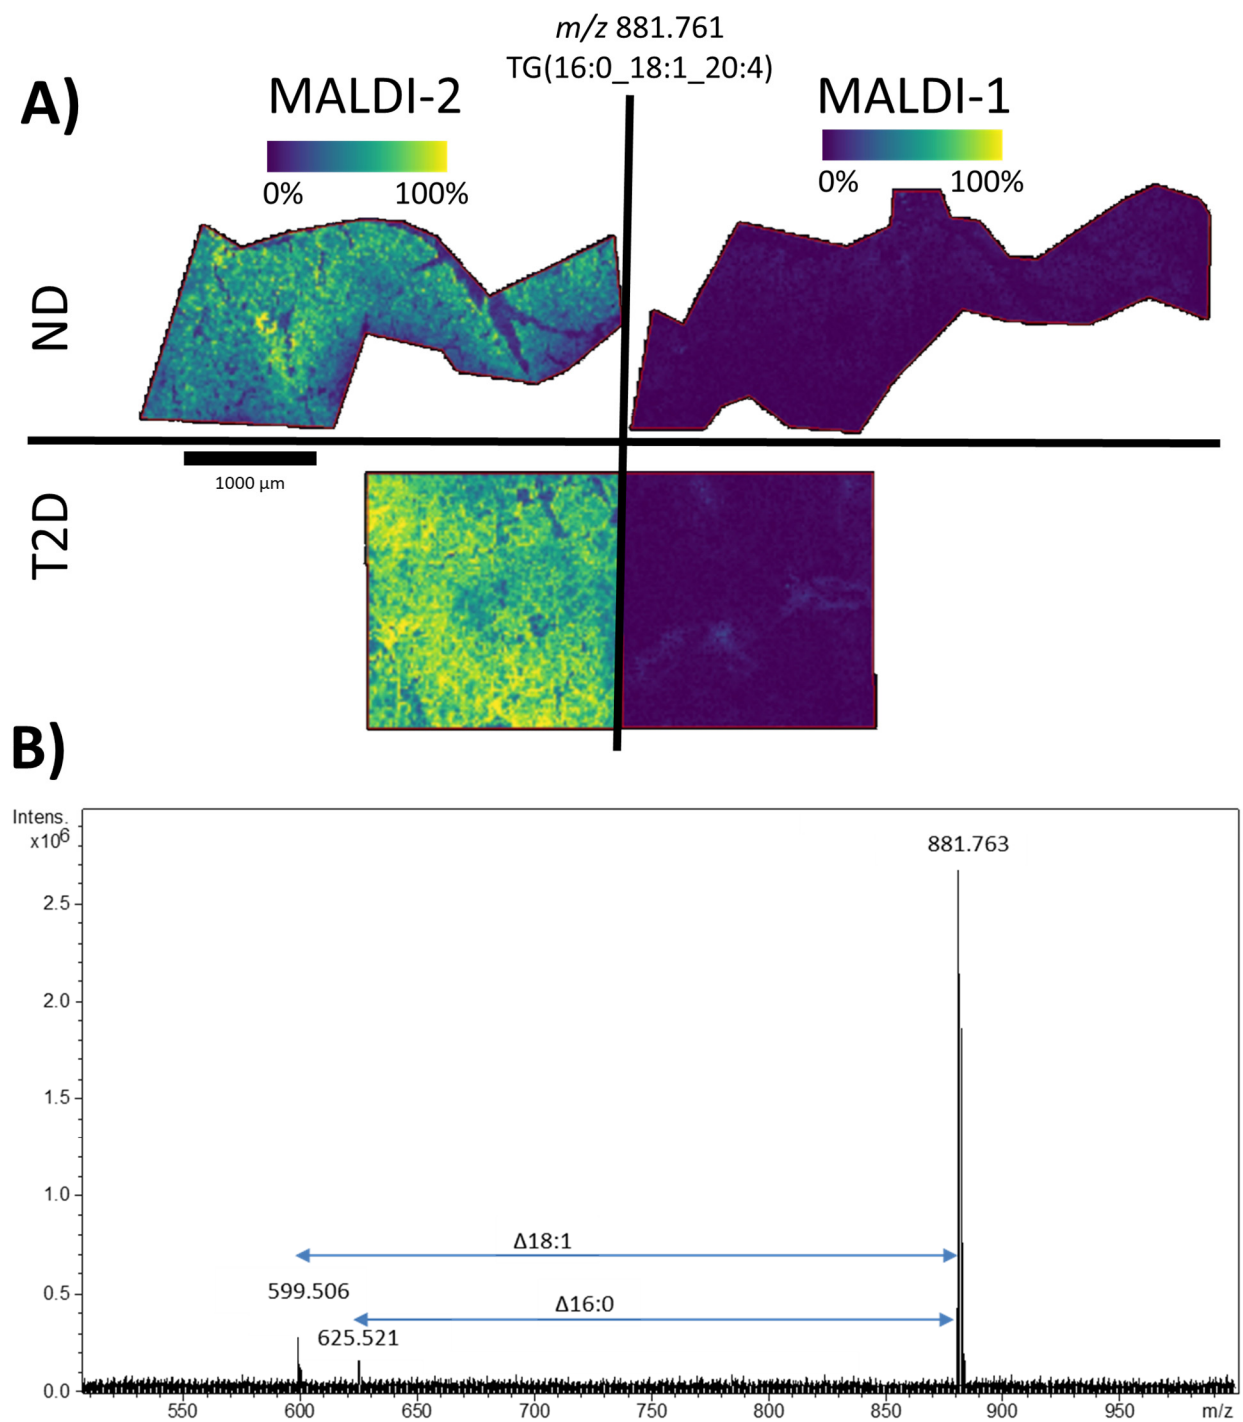 m/z 881.761
TG(16:0_18:1_20:4)
A)
MALDI-2
MALDI-1
0% 100%
0% 100%
ND
1000 µm
T2D
B)
Intens.
x10⁶
881.763
2.5
2.0
1.5
1.0
Δ18:1
599.506
0.5
Δ16:0
625.521
0.0
550 600 650 700 750 800 850 900 950 m/z